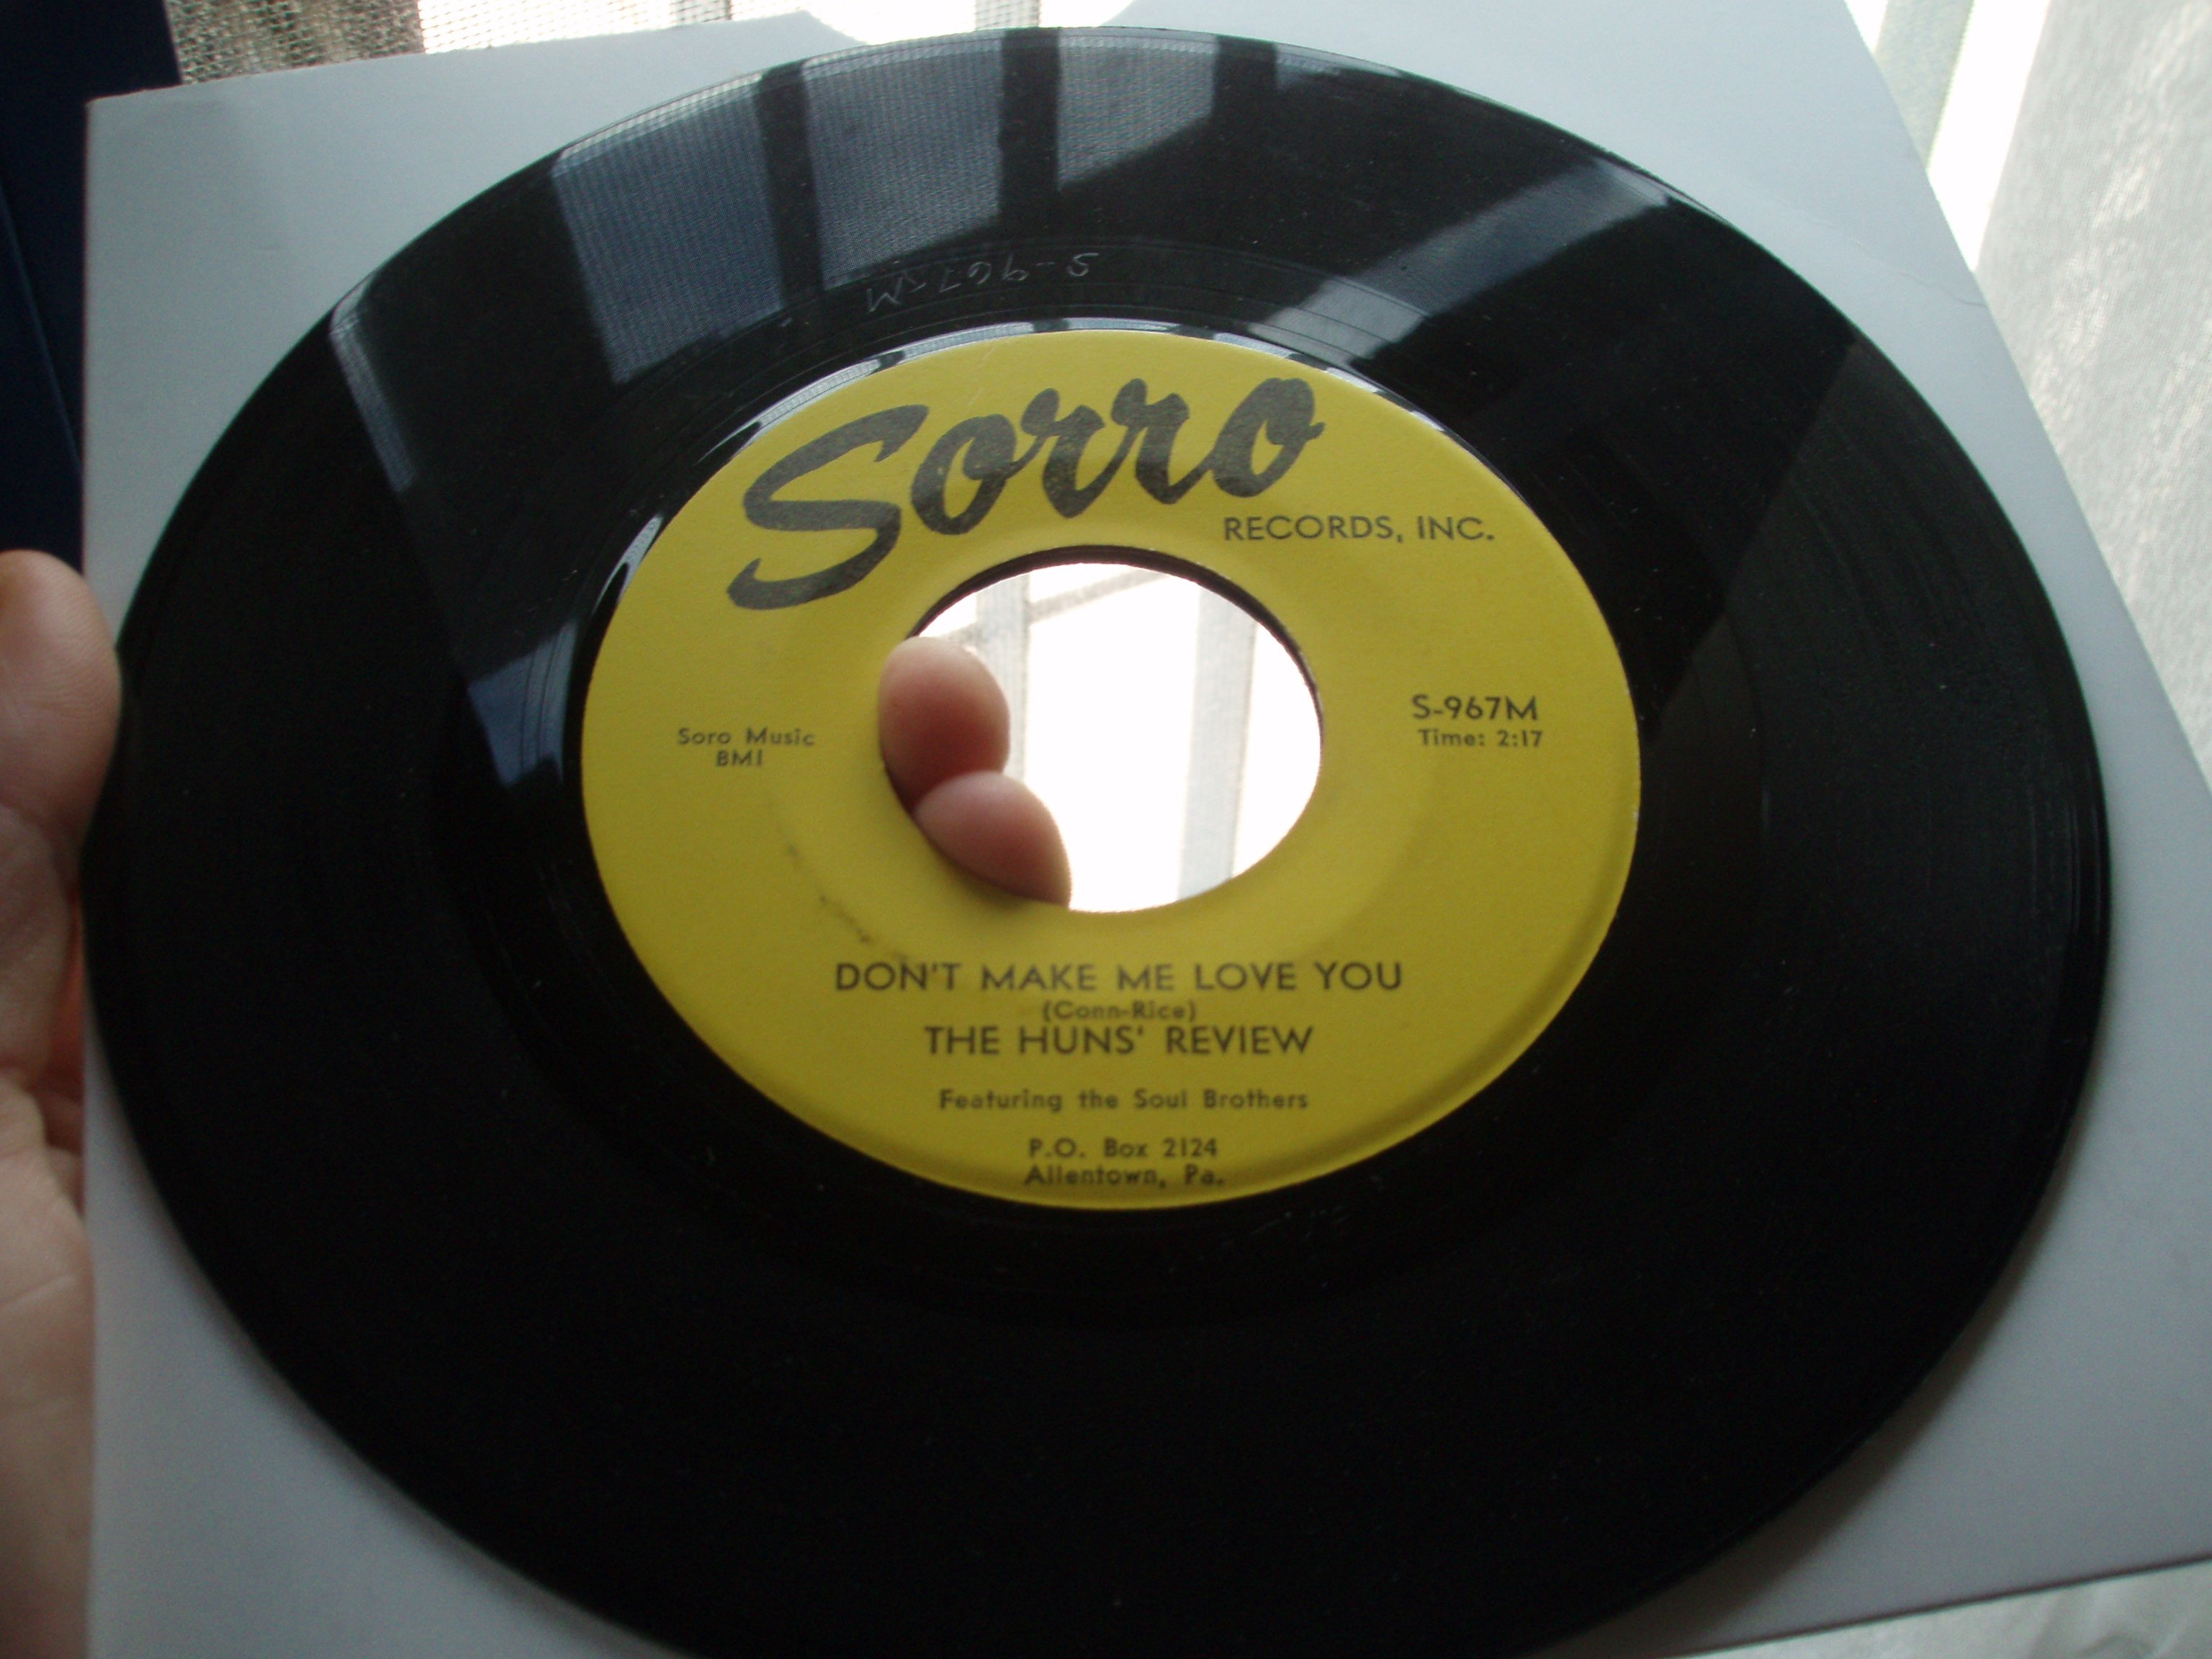 S-967-M
Sorro
RECORDS, INC.
Soro Music
BMI
S-967M
Time: 2:17
DON'T MAKE ME LOVE YOU
(Conn-Rice)
THE HUNS' REVIEW
Featuring the Soul Brothers
P.O. Box 2124
Allentown, Pa.